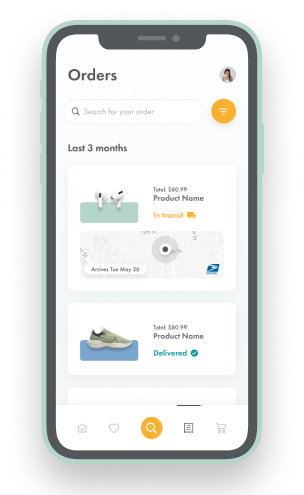 Orders
Search for your order
Last 3 months
Total: $80.99
Product Name
In transit
Arrives Tue May 26
Total: $80.99
Product Name
Delivered